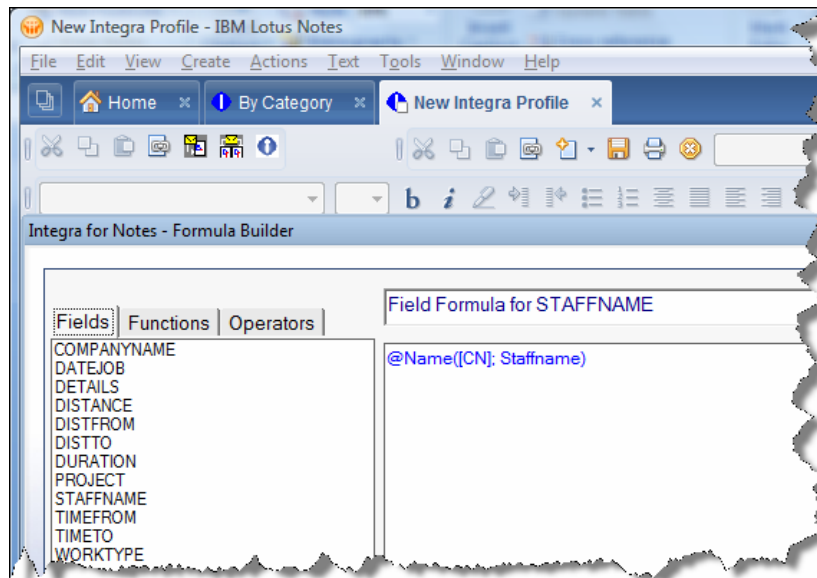 New Integra Profile - IBM Lotus Notes
File Edit View Create Actions Text Tools Window Help
Home × By Category × New Integra Profile ×
b i
Integra for Notes - Formula Builder
Fields Functions Operators
Field Formula for STAFFNAME
COMPANYNAME
DATEJOB
DETAILS
DISTANCE
DISTFROM
DISTTO
DURATION
PROJECT
STAFFNAME
TIMEFROM
TIMETO
WORKTYPE
@Name([CN]; Staffname)